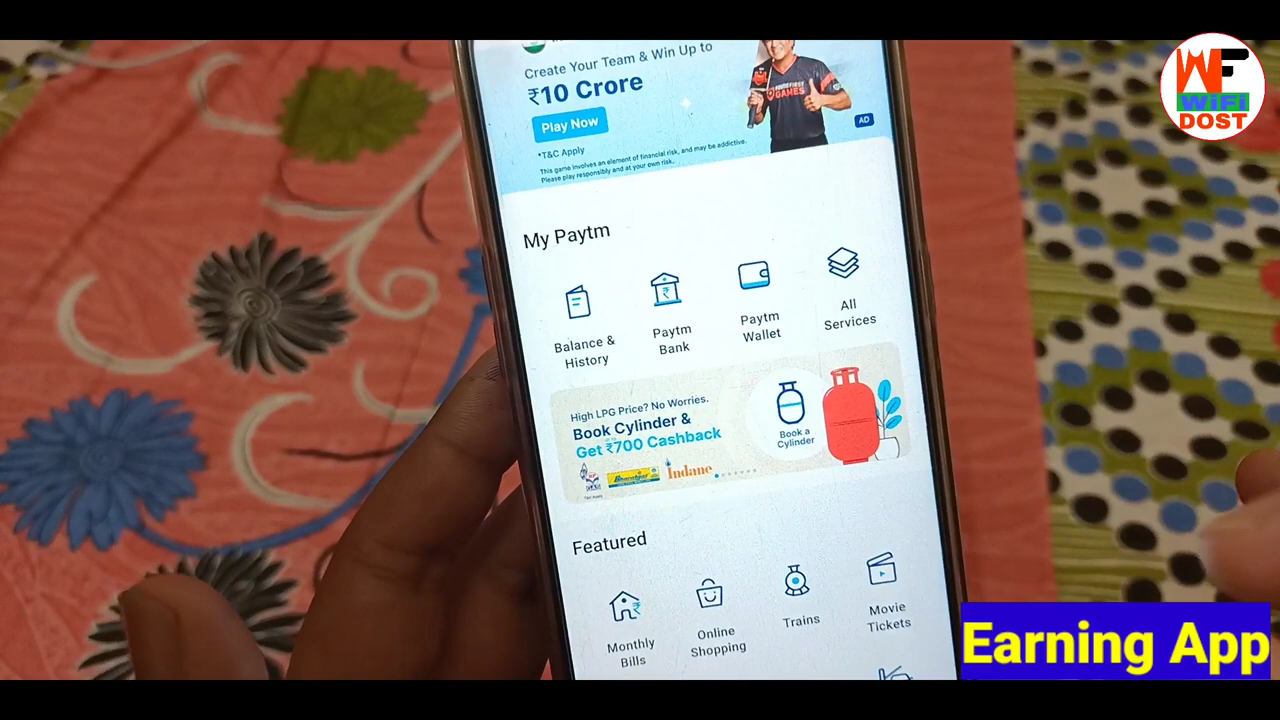 WF
WiFi
DOST
Create Your Team & Win Up to
₹10 Crore
Play Now
*T&C Apply
This game involves an element of financial risk, and may be addictive.
Please play responsibly and at your own risk.
GAMES
AD
My Paytm
Balance &
History
Paytm
Bank
Paytm
Wallet
All
Services
High LPG Price? No Worries.
Book Cylinder &
Get ₹700 Cashback
Book a
Cylinder
Indane
Featured
Monthly
Bills
Online
Shopping
Trains
Movie
Tickets
Earning App